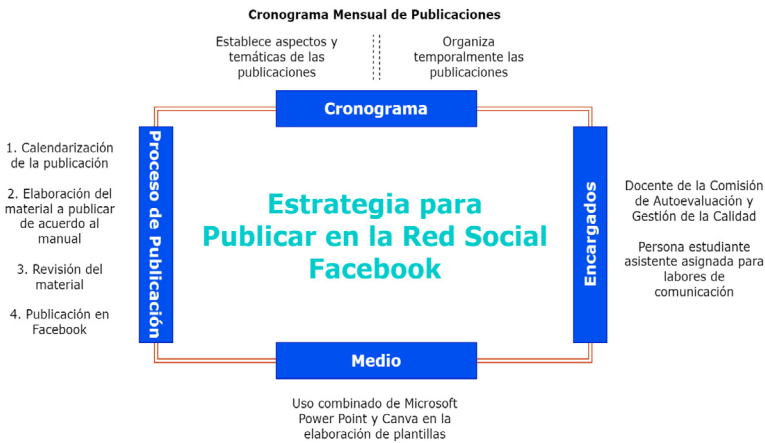 Cronograma Mensual de Publicaciones
Establece aspectos y
temáticas de las
publicaciones
Organiza
temporalmente las
publicaciones
Cronograma
Proceso de Publicación
1. Calendarización
de la publicación
2. Elaboración del
material a publicar
de acuerdo al
manual
3. Revisión del
material
4. Publicación en
Facebook
Estrategia para
Publicar en la Red Social
Facebook
Encargados
Docente de la Comisión
de Autoevaluación y
Gestión de la Calidad
Persona estudiante
asistente asignada para
labores de
comunicación
Medio
Uso combinado de Microsoft
Power Point y Canva en la
elaboración de plantillas